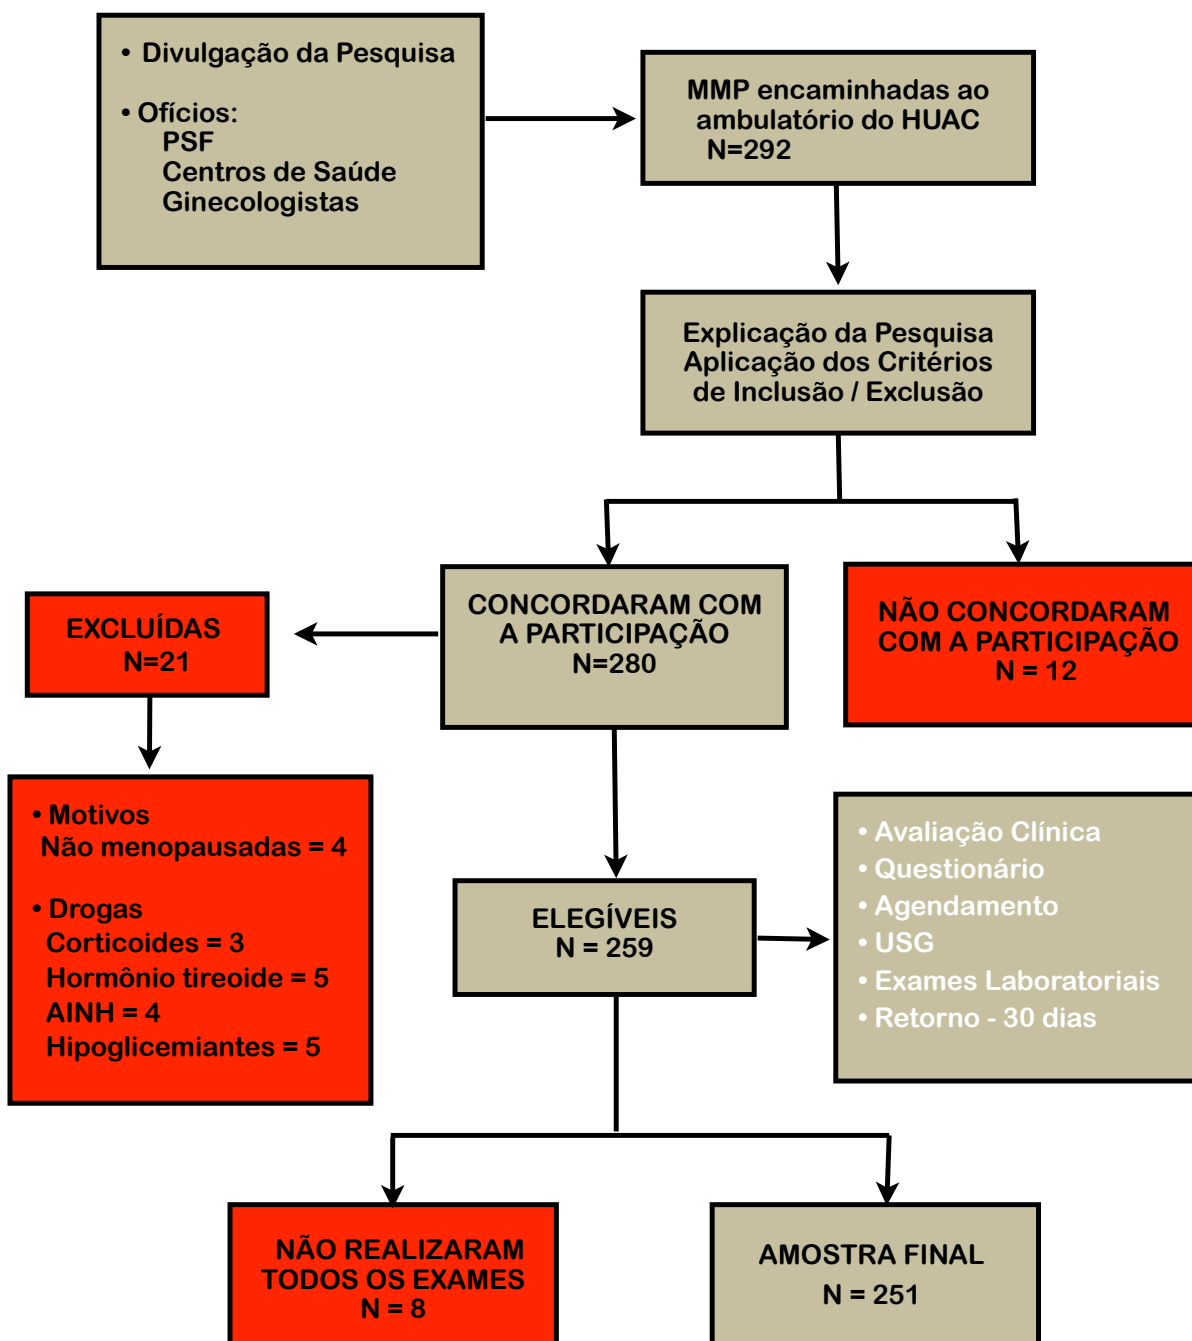 • Divulgação da Pesquisa
• Ofícios:
PSF
Centros de Saúde
Ginecologistas
MMP encaminhadas ao
ambulatório do HUAC
N=292
Explicação da Pesquisa
Aplicação dos Critérios
de Inclusão / Exclusão
CONCORDARAM COM
A PARTICIPAÇÃO
N=280
NÃO CONCORDARAM
COM A PARTICIPAÇÃO
N = 12
EXCLUÍDAS
N=21
• Motivos
Não menopausadas = 4
• Drogas
Corticoides = 3
Hormônio tireoide = 5
AINH = 4
Hipoglicemiantes = 5
ELEGÍVEIS
N = 259
• Avaliação Clínica
• Questionário
• Agendamento
• USG
• Exames Laboratoriais
• Retorno - 30 dias
NÃO REALIZARAM
TODOS OS EXAMES
N = 8
AMOSTRA FINAL
N = 251